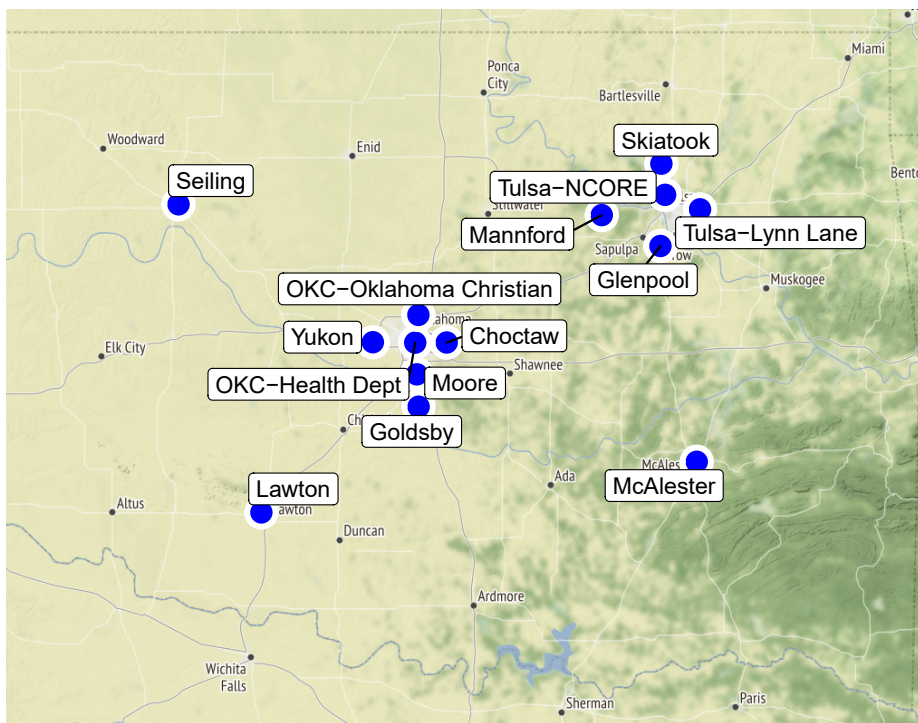 Miami
Ponca
City
Bartlesville
Woodward
Enid
Skiatook
Seiling
Tulsa−NCORE
Stillwater
Mannford
Tulsa−Lynn Lane
Sapulpa
Glenpool
Muskogee
OKC−Oklahoma Christian
Yukon
Choctaw
Elk City
Shawnee
OKC−Health Dept
Moore
Goldsby
McAlester
Lawton
Ada
Altus
Duncan
Ardmore
Wichita
Falls
Sherman
Paris